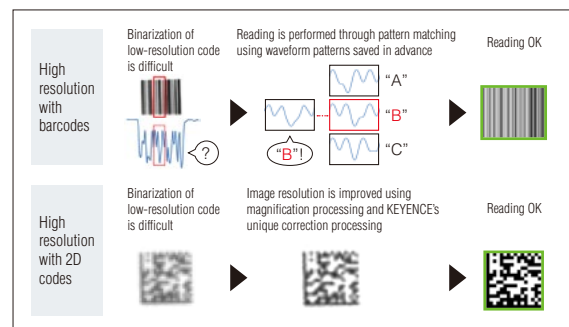 High
resolution
with
barcodes
Binarization of
low-resolution code
is difficult
?
Reading is performed through pattern matching
using waveform patterns saved in advance
“A”
“B”
“C”
“B”!
Reading OK
High
resolution
with 2D
codes
Binarization of
low-resolution code
is difficult
Image resolution is improved using
magnification processing and KEYENCE’s
unique correction processing
Reading OK